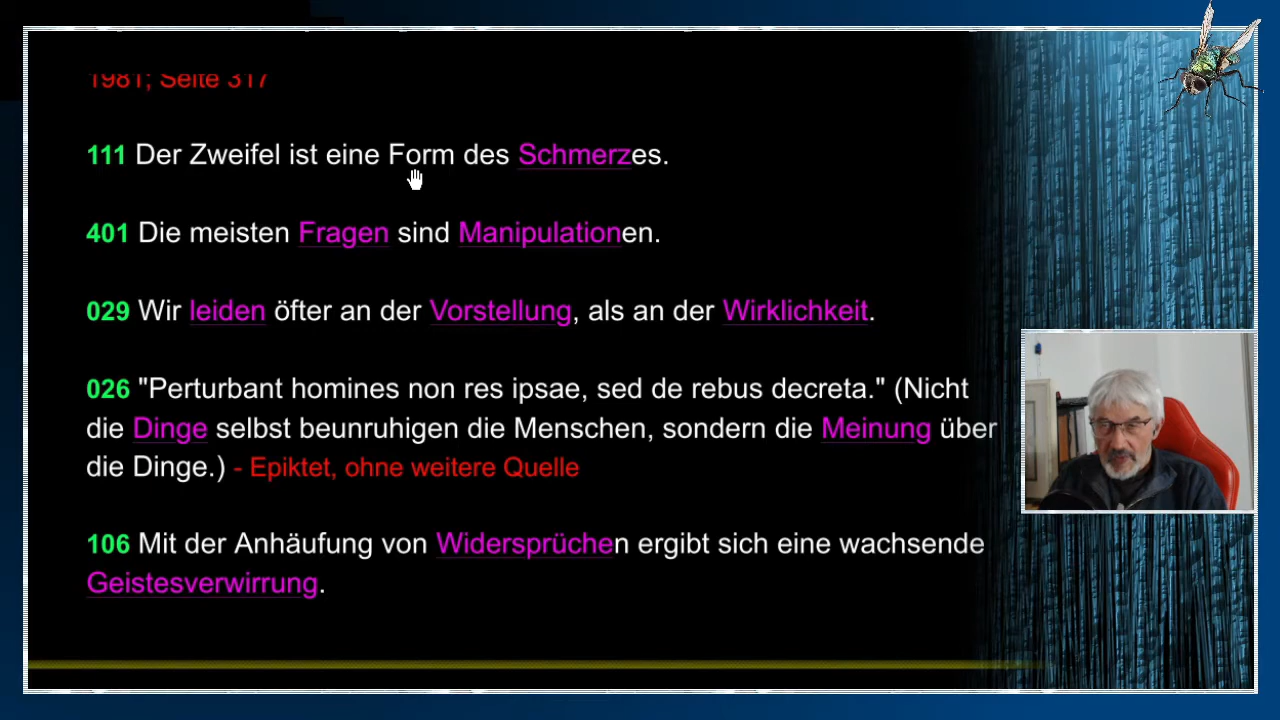 1981; Seite 317
111 Der Zweifel ist eine Form des Schmerzes.
401 Die meisten Fragen sind Manipulationen.
029 Wir leiden öfter an der Vorstellung, als an der Wirklichkeit.
026 "Perturbant homines non res ipsae, sed de rebus decreta." (Nicht
die Dinge selbst beunruhigen die Menschen, sondern die Meinung über
die Dinge.) - Epiktet, ohne weitere Quelle
106 Mit der Anhäufung von Widersprüchen ergibt sich eine wachsende
Geistesverwirrung.